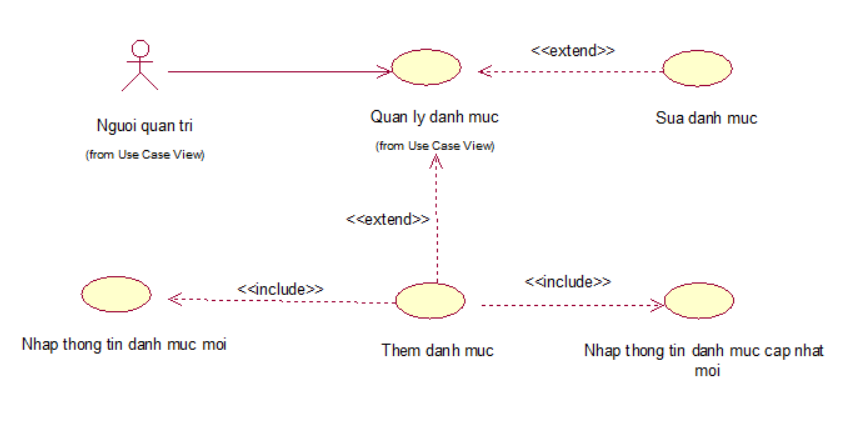 <<extend>>
Nguoi quan tri
(from Use Case View)
Quan ly danh muc
(from Use Case View)
Sua danh muc
<<extend>>
<<include>>
<<include>>
Nhap thong tin danh muc moi
Them danh muc
Nhap thong tin danh muc cap nhat
moi